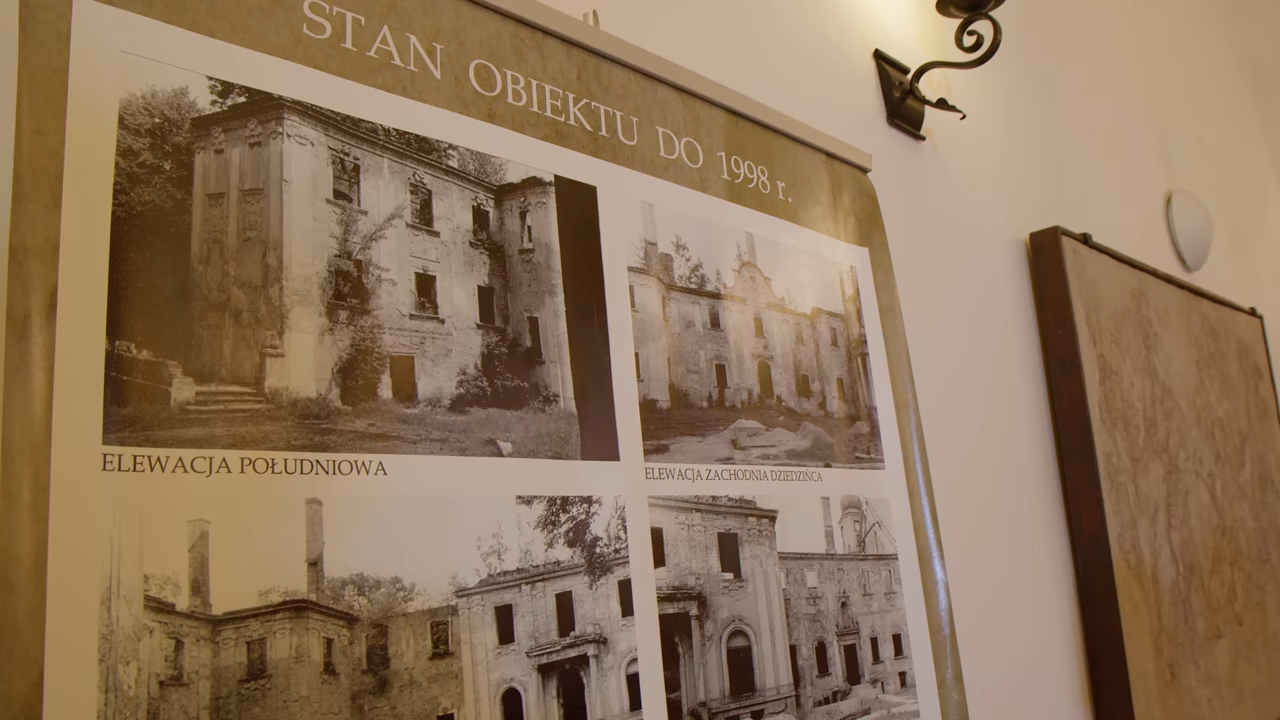 STAN OBIEKTU DO 1998 r.
ELEWACJA POŁUDNIOWA
ELEWACJA ZACHODNIA DZIEDZIŃCA